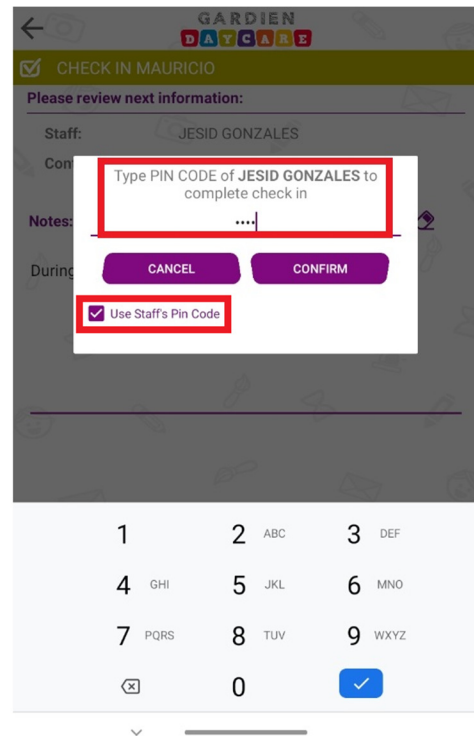 GARDIEN
DAYCARE
CHECK IN MAURICIO
Please review next information:
Staff: JESID GONZALES
Con
Type PIN CODE of JESID GONZALES to
complete check in
Notes:
••••
During
CANCEL CONFIRM
Use Staff's Pin Code
1 2 ABC 3 DEF
4 GHI 5 JKL 6 MNO
7 PQRS 8 TUV 9 WXYZ
0